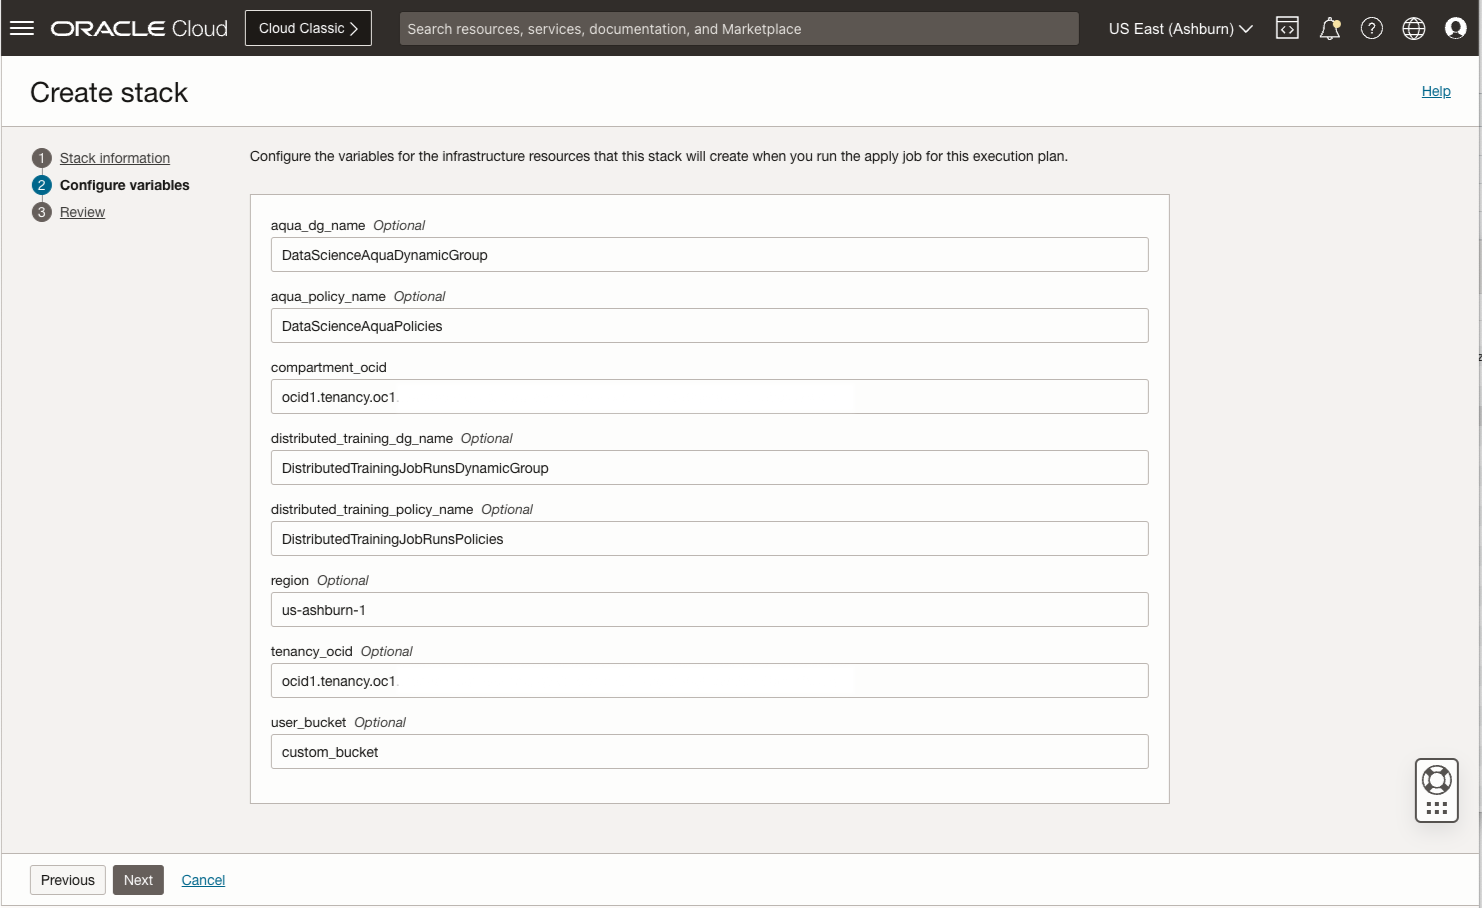 ORACLE Cloud
Cloud Classic
Search resources, services, documentation, and Marketplace
US East (Ashburn)
Create stack
Help
1 Stack information
2 Configure variables
3 Review
Configure the variables for the infrastructure resources that this stack will create when you run the apply job for this execution plan.
aqua_dg_name Optional
DataScienceAquaDynamicGroup
aqua_policy_name Optional
DataScienceAquaPolicies
compartment_ocid
ocid1.tenancy.oc1.
distributed_training_dg_name Optional
DistributedTrainingJobRunsDynamicGroup
distributed_training_policy_name Optional
DistributedTrainingJobRunsPolicies
region Optional
us-ashburn-1
tenancy_ocid Optional
ocid1.tenancy.oc1.
user_bucket Optional
custom_bucket
Previous
Next
Cancel